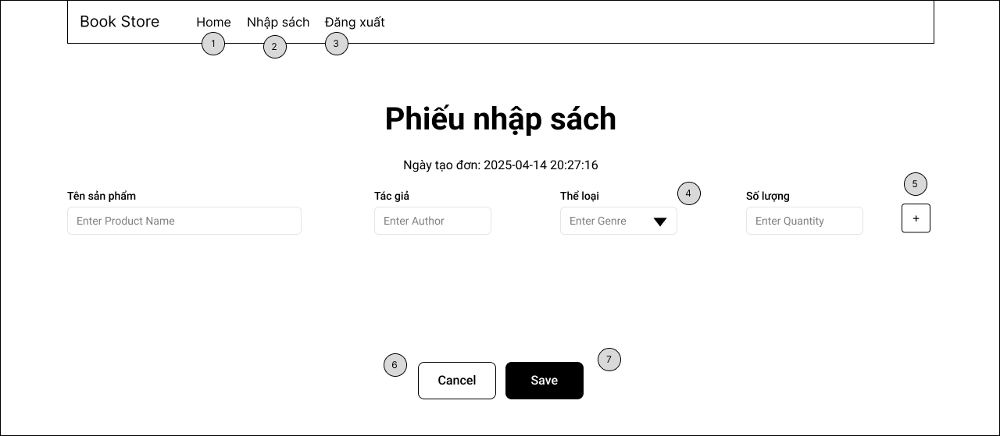 Book Store Home Nhập sách Đăng xuất
1 2 3
Phiếu nhập sách
Ngày tạo đơn: 2025-04-14 20:27:16
5
Tên sản phẩm Tác giả Thể loại 4 Số lượng
Enter Product Name Enter Author Enter Genre Enter Quantity +
6 Cancel Save 7